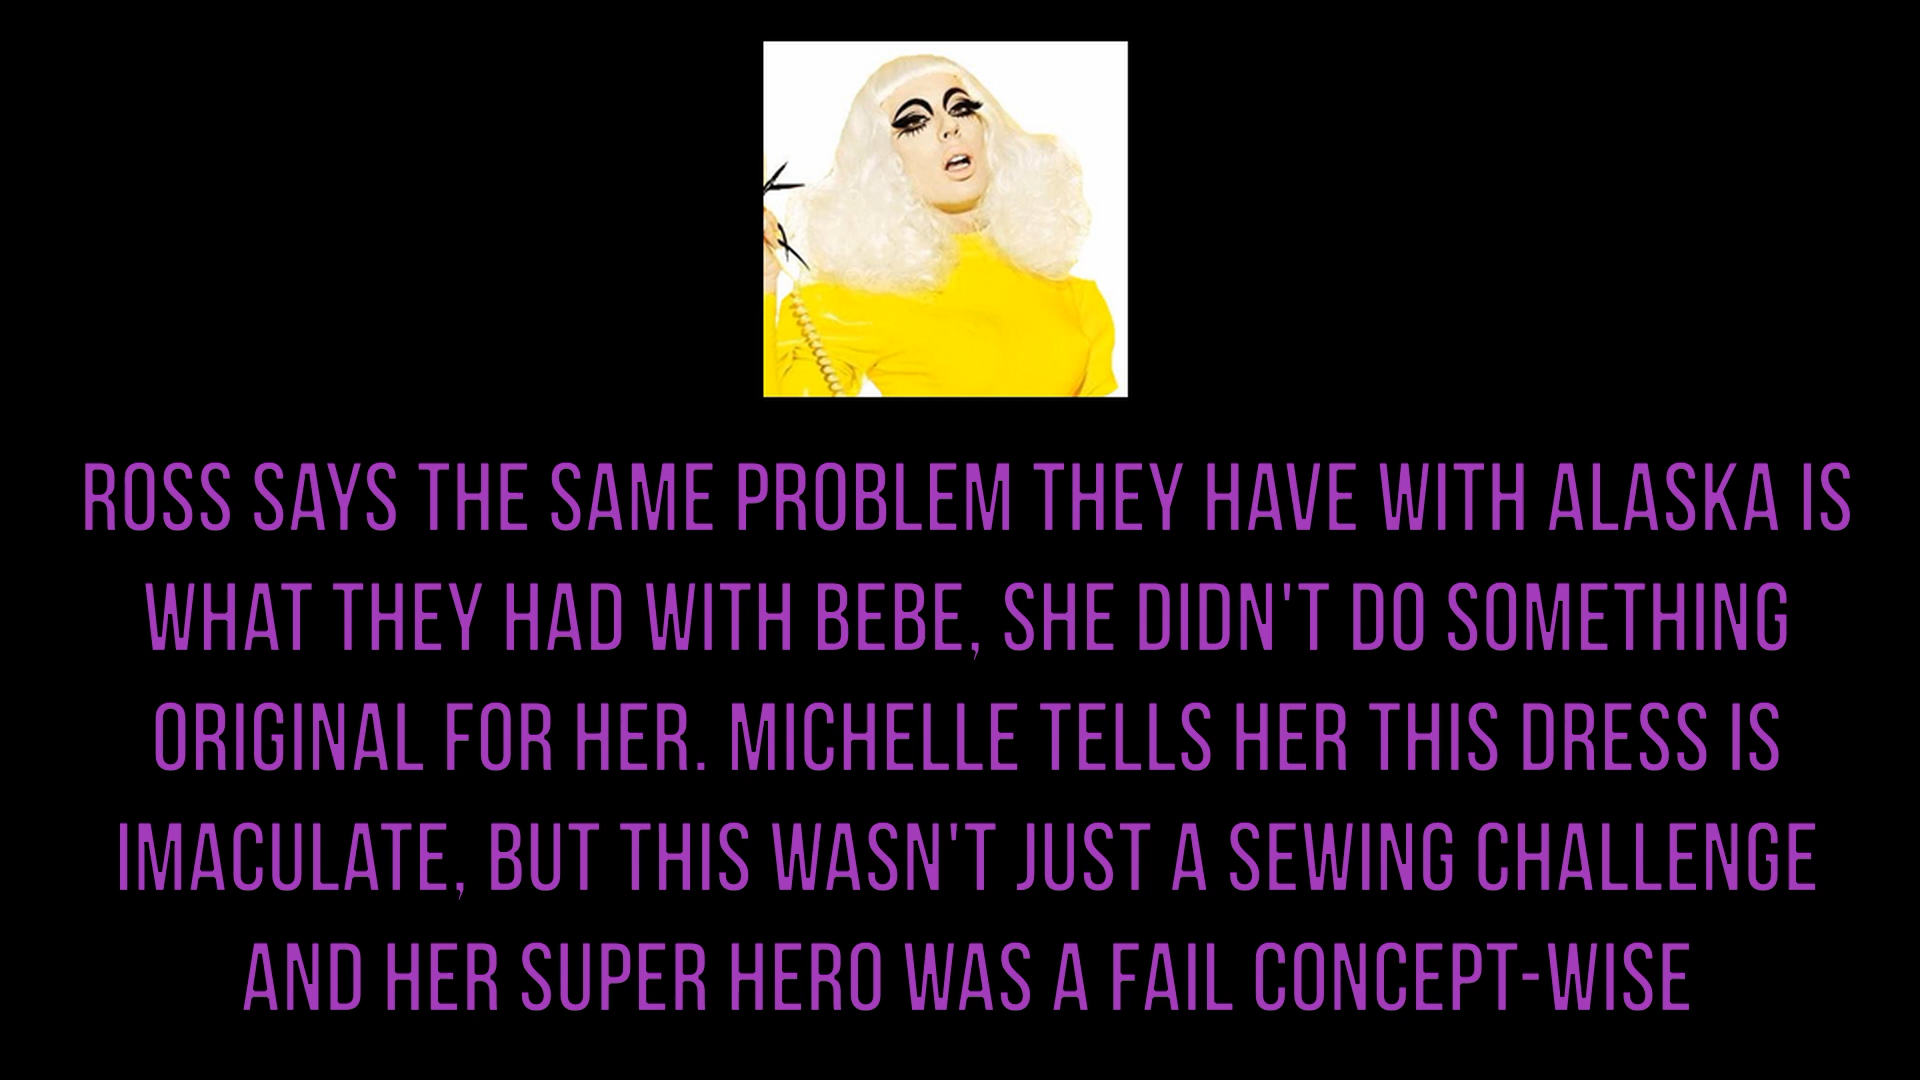 ROSS SAYS THE SAME PROBLEM THEY HAVE WITH ALASKA IS
WHAT THEY HAD WITH BEBE, SHE DIDN'T DO SOMETHING
ORIGINAL FOR HER. MICHELLE TELLS HER THIS DRESS IS
IMACULATE, BUT THIS WASN'T JUST A SEWING CHALLENGE
AND HER SUPER HERO WAS A FAIL CONCEPT-WISE